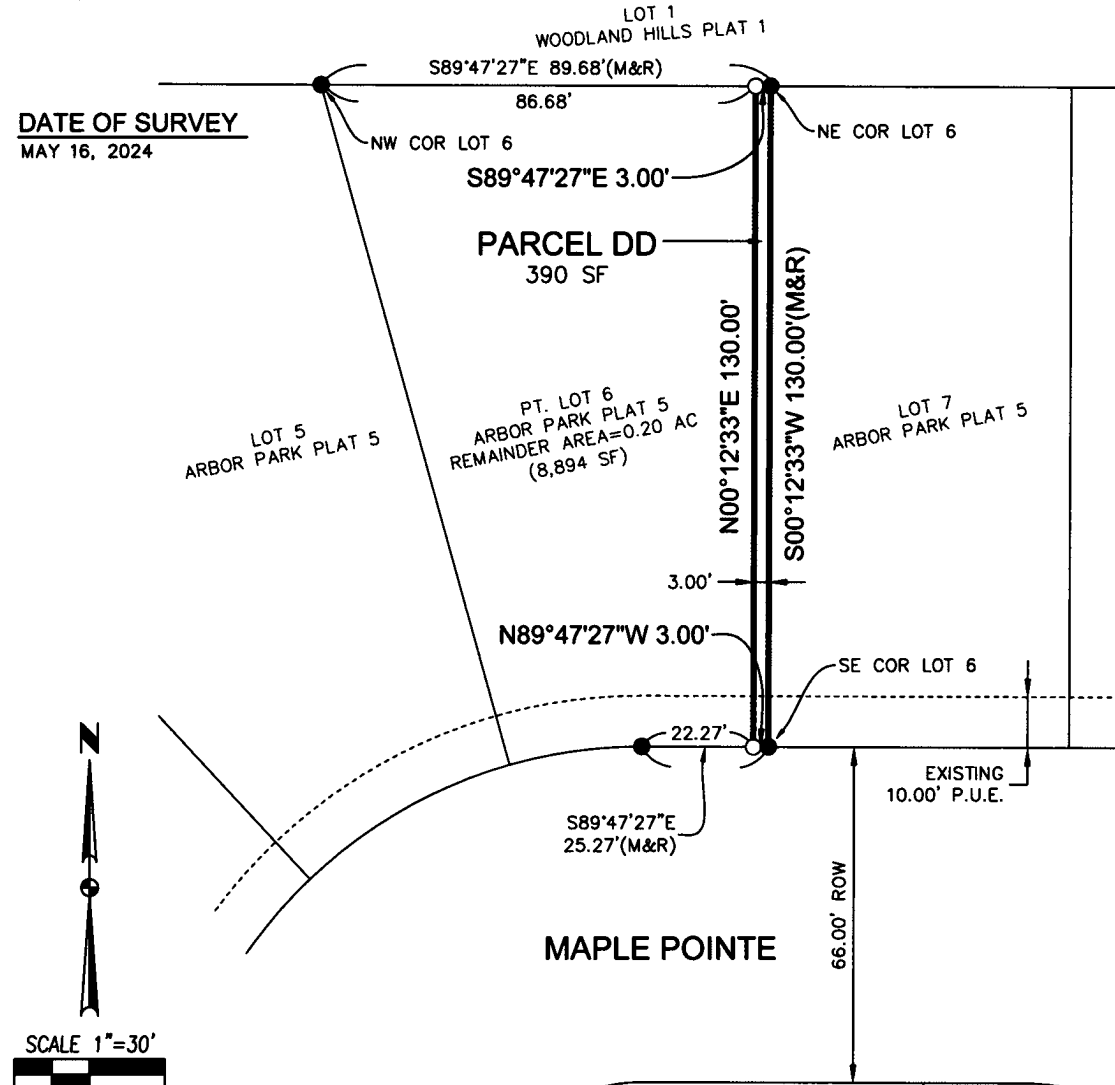 LOT 1
WOODLAND HILLS PLAT 1
S89°47'27"E 89.68'(M&R)
86.68'
DATE OF SURVEY
MAY 16, 2024
NW COR LOT 6
NE COR LOT 6
S89°47'27"E 3.00'
PARCEL DD
390 SF
N00°12'33"E 130.00'
S00°12'33"W 130.00'(M&R)
LOT 5
ARBOR PARK PLAT 5
PT. LOT 6
ARBOR PARK PLAT 5
REMAINDER AREA=0.20 AC
(8,894 SF)
LOT 7
ARBOR PARK PLAT 5
3.00'
N89°47'27"W 3.00'
SE COR LOT 6
22.27'
N
EXISTING
10.00' P.U.E.
S89°47'27"E
25.27'(M&R)
66.00' ROW
MAPLE POINTE
SCALE 1"=30'